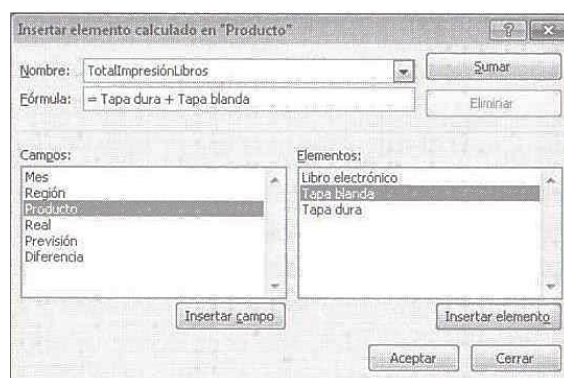 Insertar elemento calculado en "Producto"
Nombre: TotalImpresiónLibros Sumar
Fórmula: = Tapa dura + Tapa blanda Eliminar
Campos: Elementos:
Mes Libro electrónico
Región Tapa blanda
Producto Tapa dura
Real
Previsión
Diferencia
Insertar campo Insertar elemento
Aceptar Cerrar